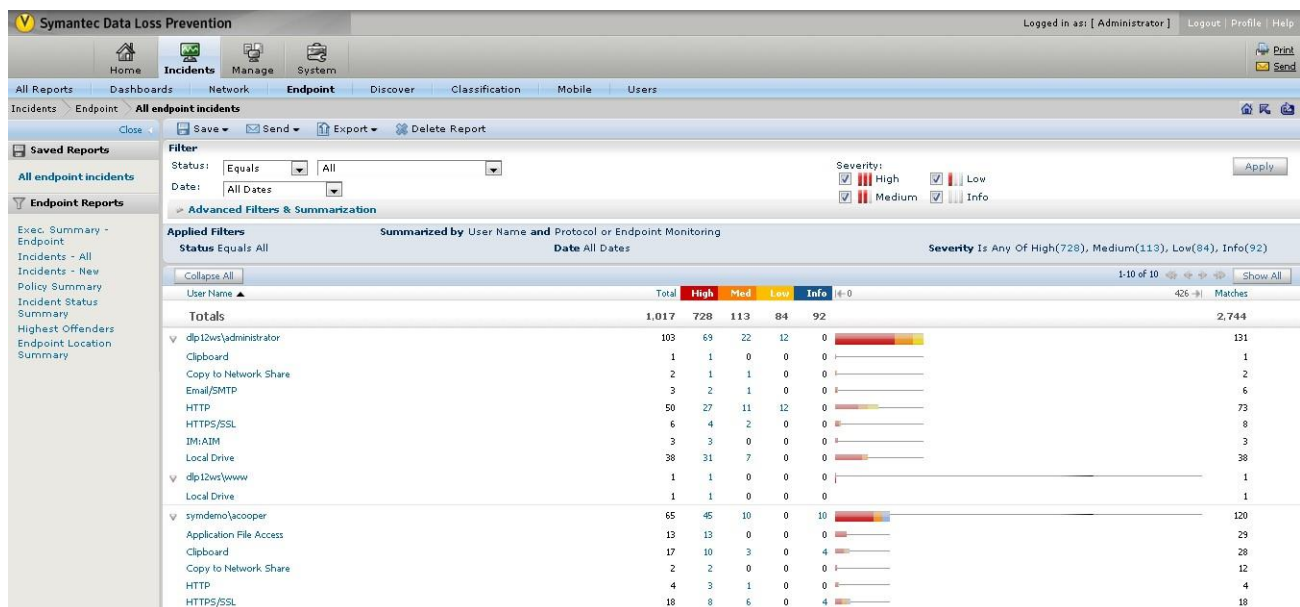 Symantec Data Loss Prevention Logged in as: [ Administrator ] Logout | Profile | Help
Home Incidents Manage System Print
Send
All Reports Dashboards Network Endpoint Discover Classification Mobile Users
Incidents Endpoint All endpoint incidents
Close Save Send Export Delete Report
Saved Reports
All endpoint incidents
Endpoint Reports
Exec. Summary -
Endpoint
Incidents - All
Incidents - New
Policy Summary
Incident Status
Summary
Highest Offenders
Endpoint Location
Summary
Filter
Status: Equals All
Date: All Dates
Severity:
High Low
Medium Info
Apply
Advanced Filters & Summarization
Applied Filters Summarized by User Name and Protocol or Endpoint Monitoring
Status Equals All Date All Dates Severity Is Any Of High(728), Medium(113), Low(84), Info(92)
Collapse All 1-10 of 10 Show All
User Name Total High Med Low Info 0 426 Matches
Totals 1,017 728 113 84 92 2,744
dlp12ws\administrator 103 69 22 12 0 131
Clipboard 1 1 0 0 0 1
Copy to Network Share 2 1 1 0 0 2
Email/SMTP 3 2 1 0 0 6
HTTP 50 27 11 12 0 73
HTTPS/SSL 6 4 2 0 0 8
IM:AIM 3 3 0 0 0 3
Local Drive 38 31 7 0 0 38
dlp12ws\www 1 1 0 0 0 1
Local Drive 1 1 0 0 0 1
symdemo\acooper 65 45 10 0 10 120
Application File Access 13 13 0 0 0 29
Clipboard 17 10 3 0 4 28
Copy to Network Share 2 2 0 0 0 12
HTTP 4 3 1 0 0 4
HTTPS/SSL 18 8 6 0 4 18